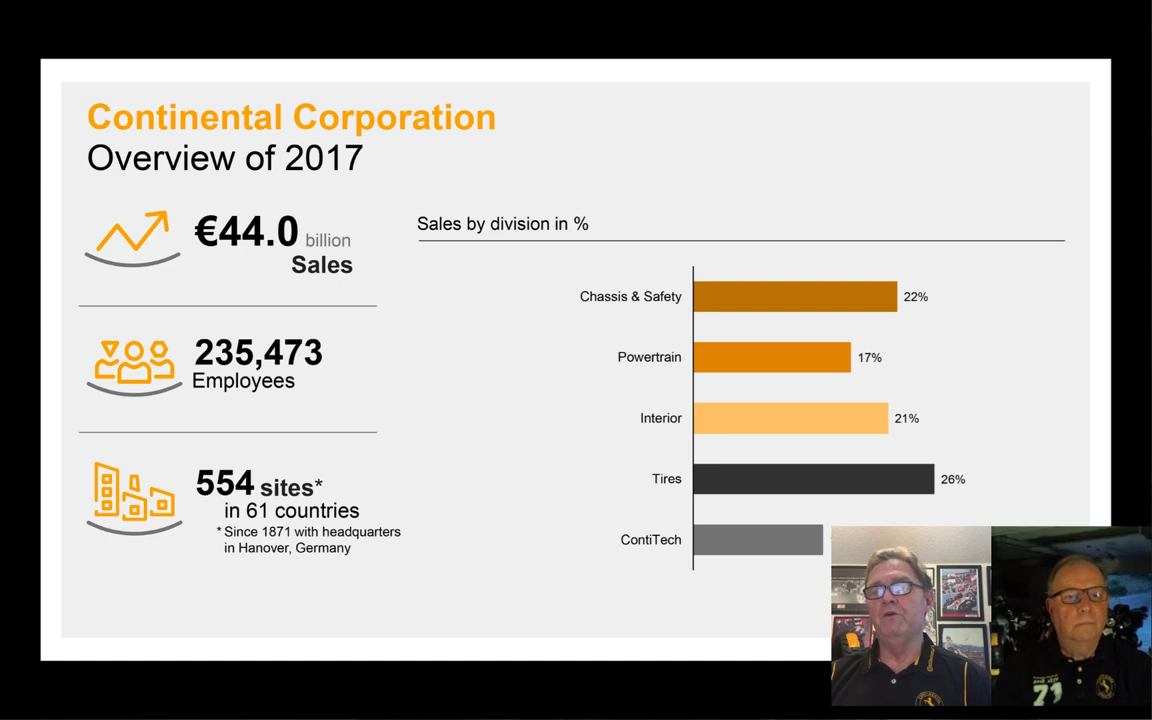 Continental Corporation
Overview of 2017
€44.0 billion
Sales
235,473
Employees
554 sites*
in 61 countries
* Since 1871 with headquarters
in Hanover, Germany
Sales by division in %
Chassis & Safety 22%
Powertrain 17%
Interior 21%
Tires 26%
ContiTech
71